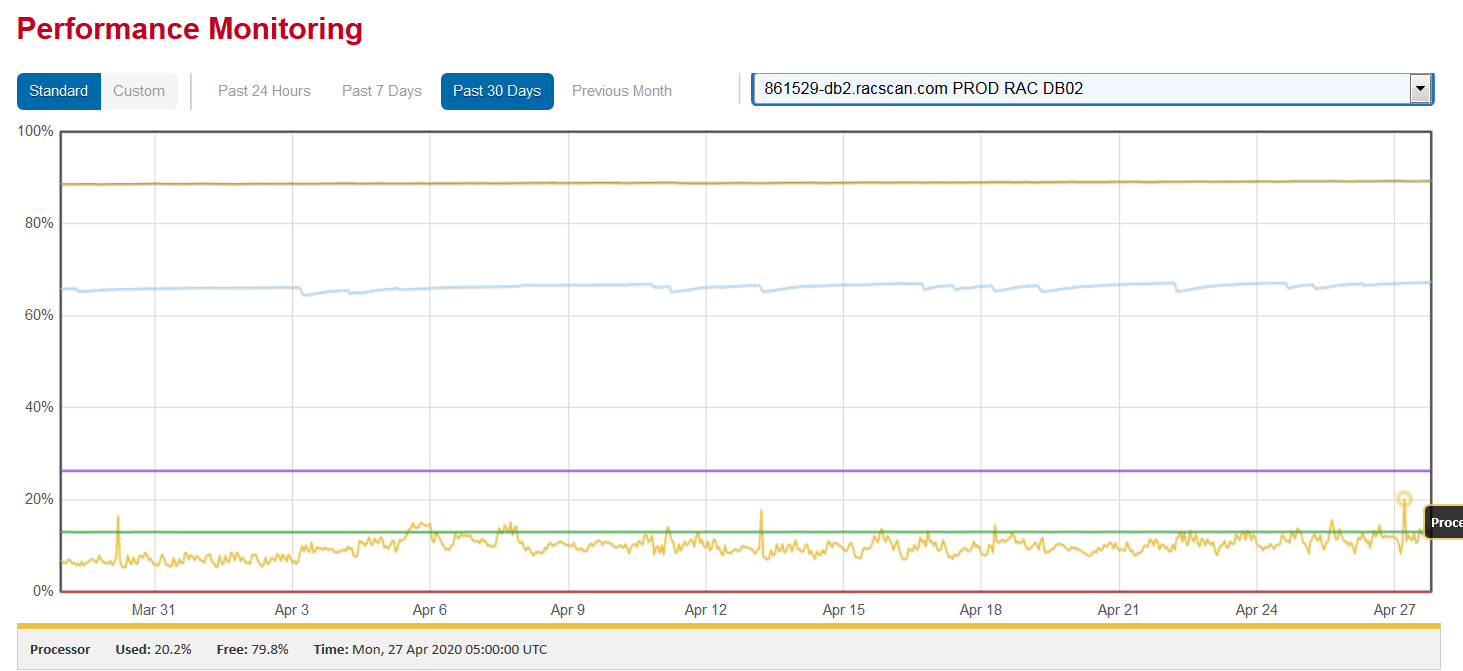 Performance Monitoring
Standard Custom Past 24 Hours Past 7 Days Past 30 Days Previous Month 861529-db2.racscan.com PROD RAC DB02
100%
80%
60%
40%
20%
Proce
0%
Mar 31 Apr 3 Apr 6 Apr 9 Apr 12 Apr 15 Apr 18 Apr 21 Apr 24 Apr 27
Processor Used: 20.2% Free: 79.8% Time: Mon, 27 Apr 2020 05:00:00 UTC